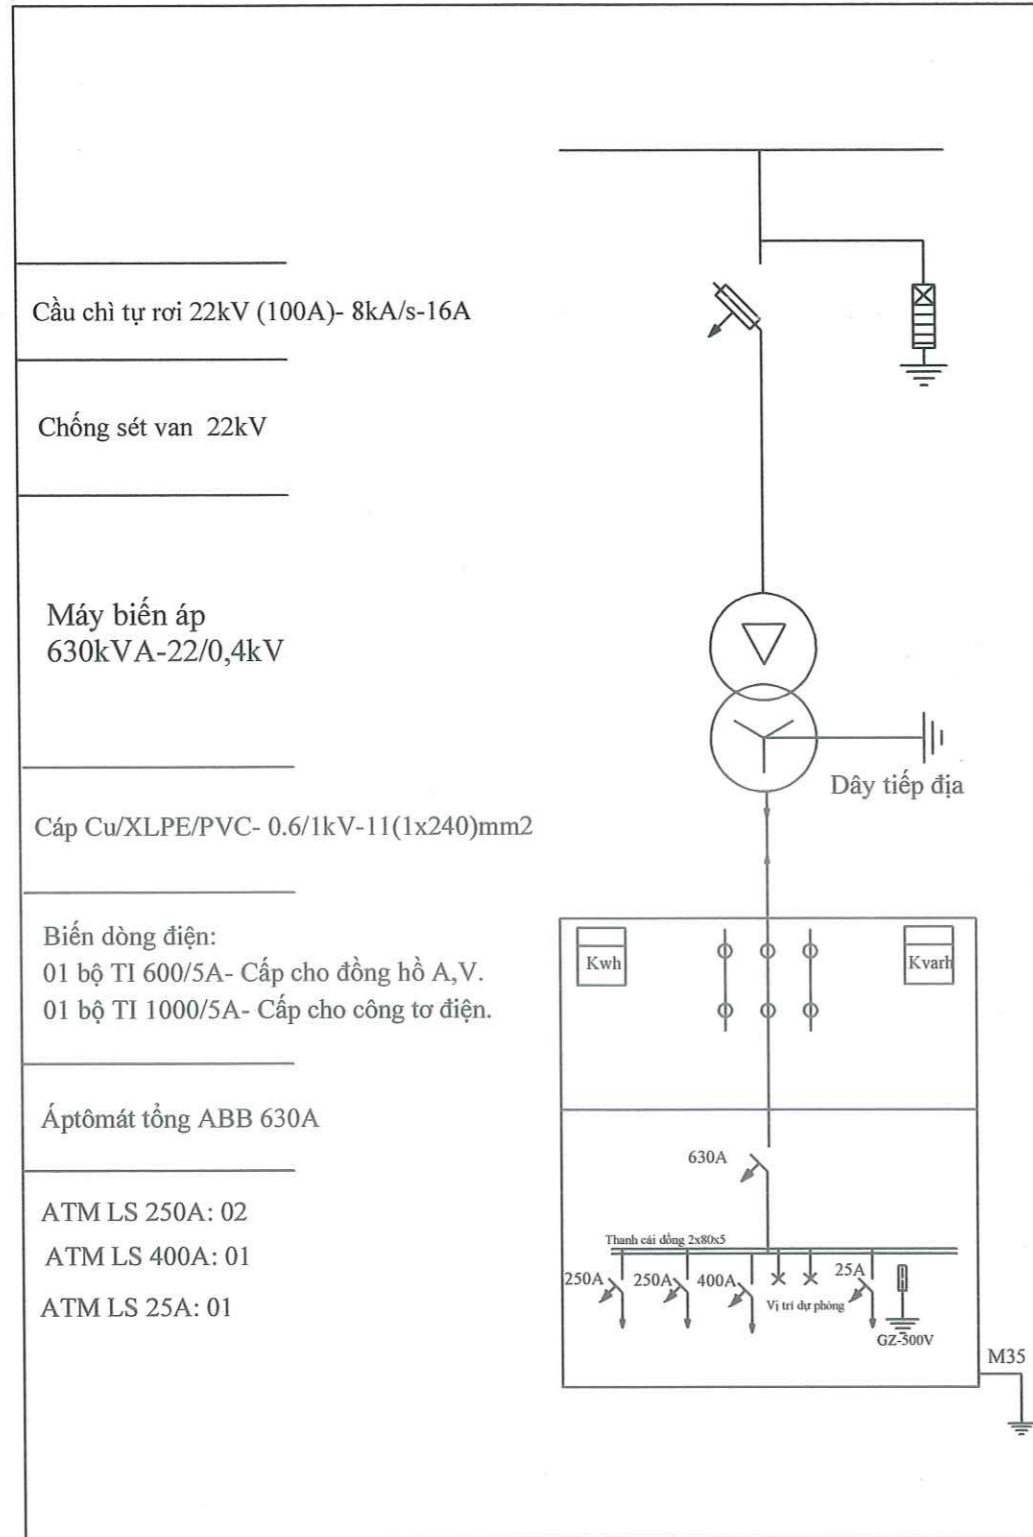 Cầu chì tự rơi 22kV (100A)- 8kA/s-16A
Chống sét van 22kV
Máy biến áp
630kVA-22/0,4kV
Dây tiếp địa
Cáp Cu/XLPE/PVC- 0.6/1kV-11(1x240)mm2
Biến dòng điện:
01 bộ TI 600/5A- Cấp cho đồng hồ A,V.
01 bộ TI 1000/5A- Cấp cho công tơ điện.
Kwh
Kvarh
Áptômát tổng ABB 630A
630A
ATM LS 250A: 02
ATM LS 400A: 01
ATM LS 25A: 01
Thanh cái đồng 2x80x5
250A
250A
400A
25A
Vị trí dự phòng
GZ-500V
M35